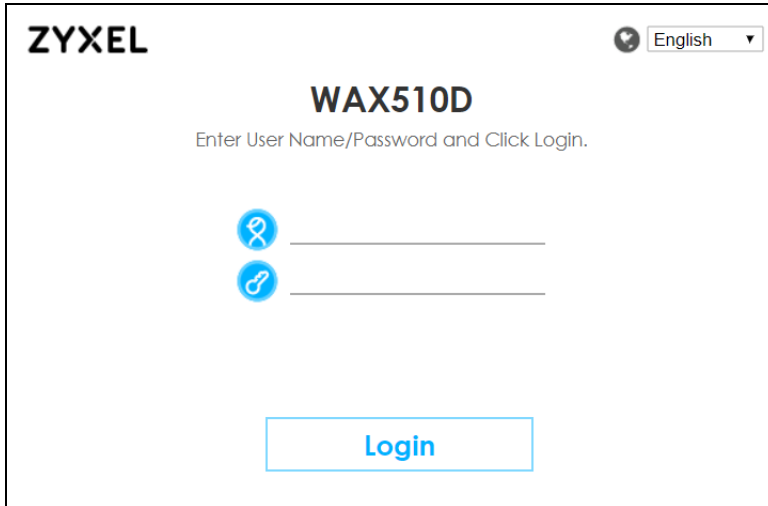 ZYXEL
English
WAX510D
Enter User Name/Password and Click Login.
Login